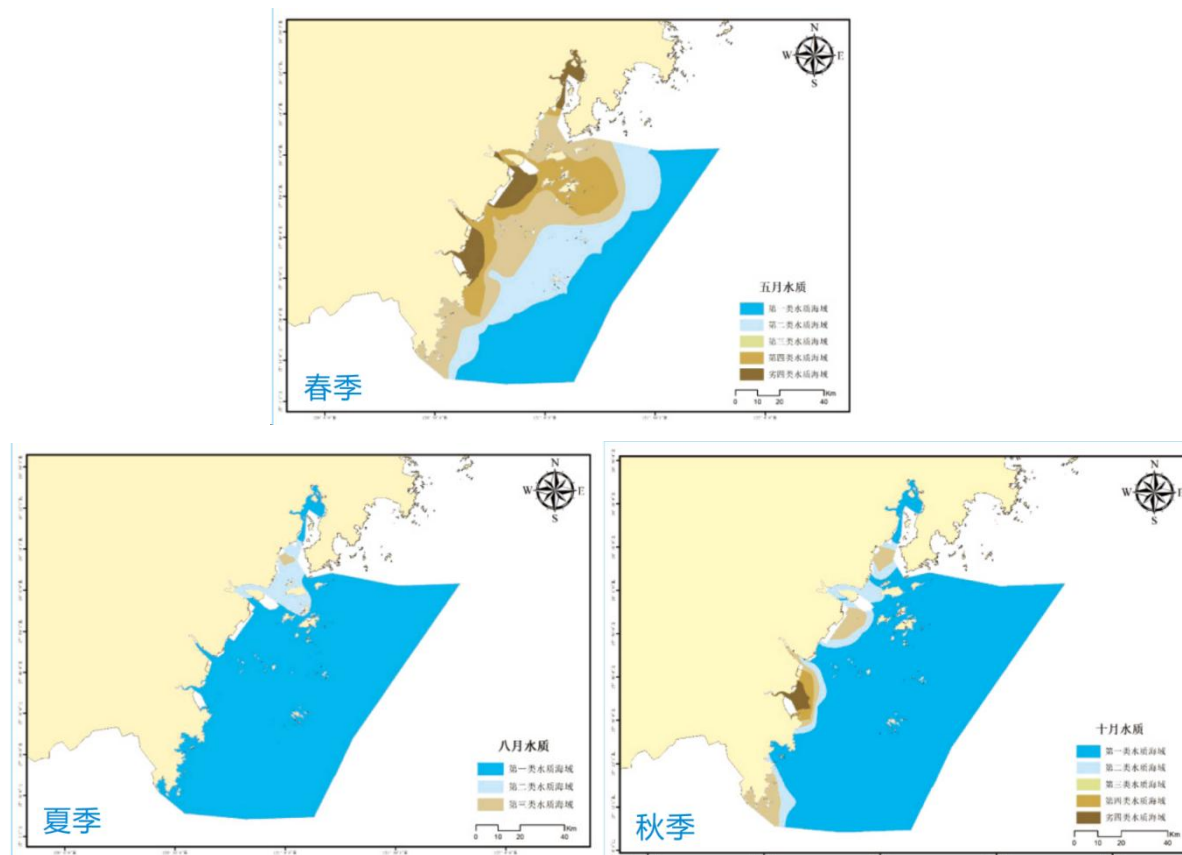 N
W E
S
五月水质
第一类水质海域
第二类水质海域
第三类水质海域
第四类水质海域
劣四类水质海域
0 10 20 40 Km
春季
N
W E
S
八月水质
第一类水质海域
第二类水质海域
第三类水质海域
0 10 20 40 Km
夏季
N
W E
S
十月水质
第一类水质海域
第二类水质海域
第三类水质海域
第四类水质海域
劣四类水质海域
0 10 20 40 Km
秋季